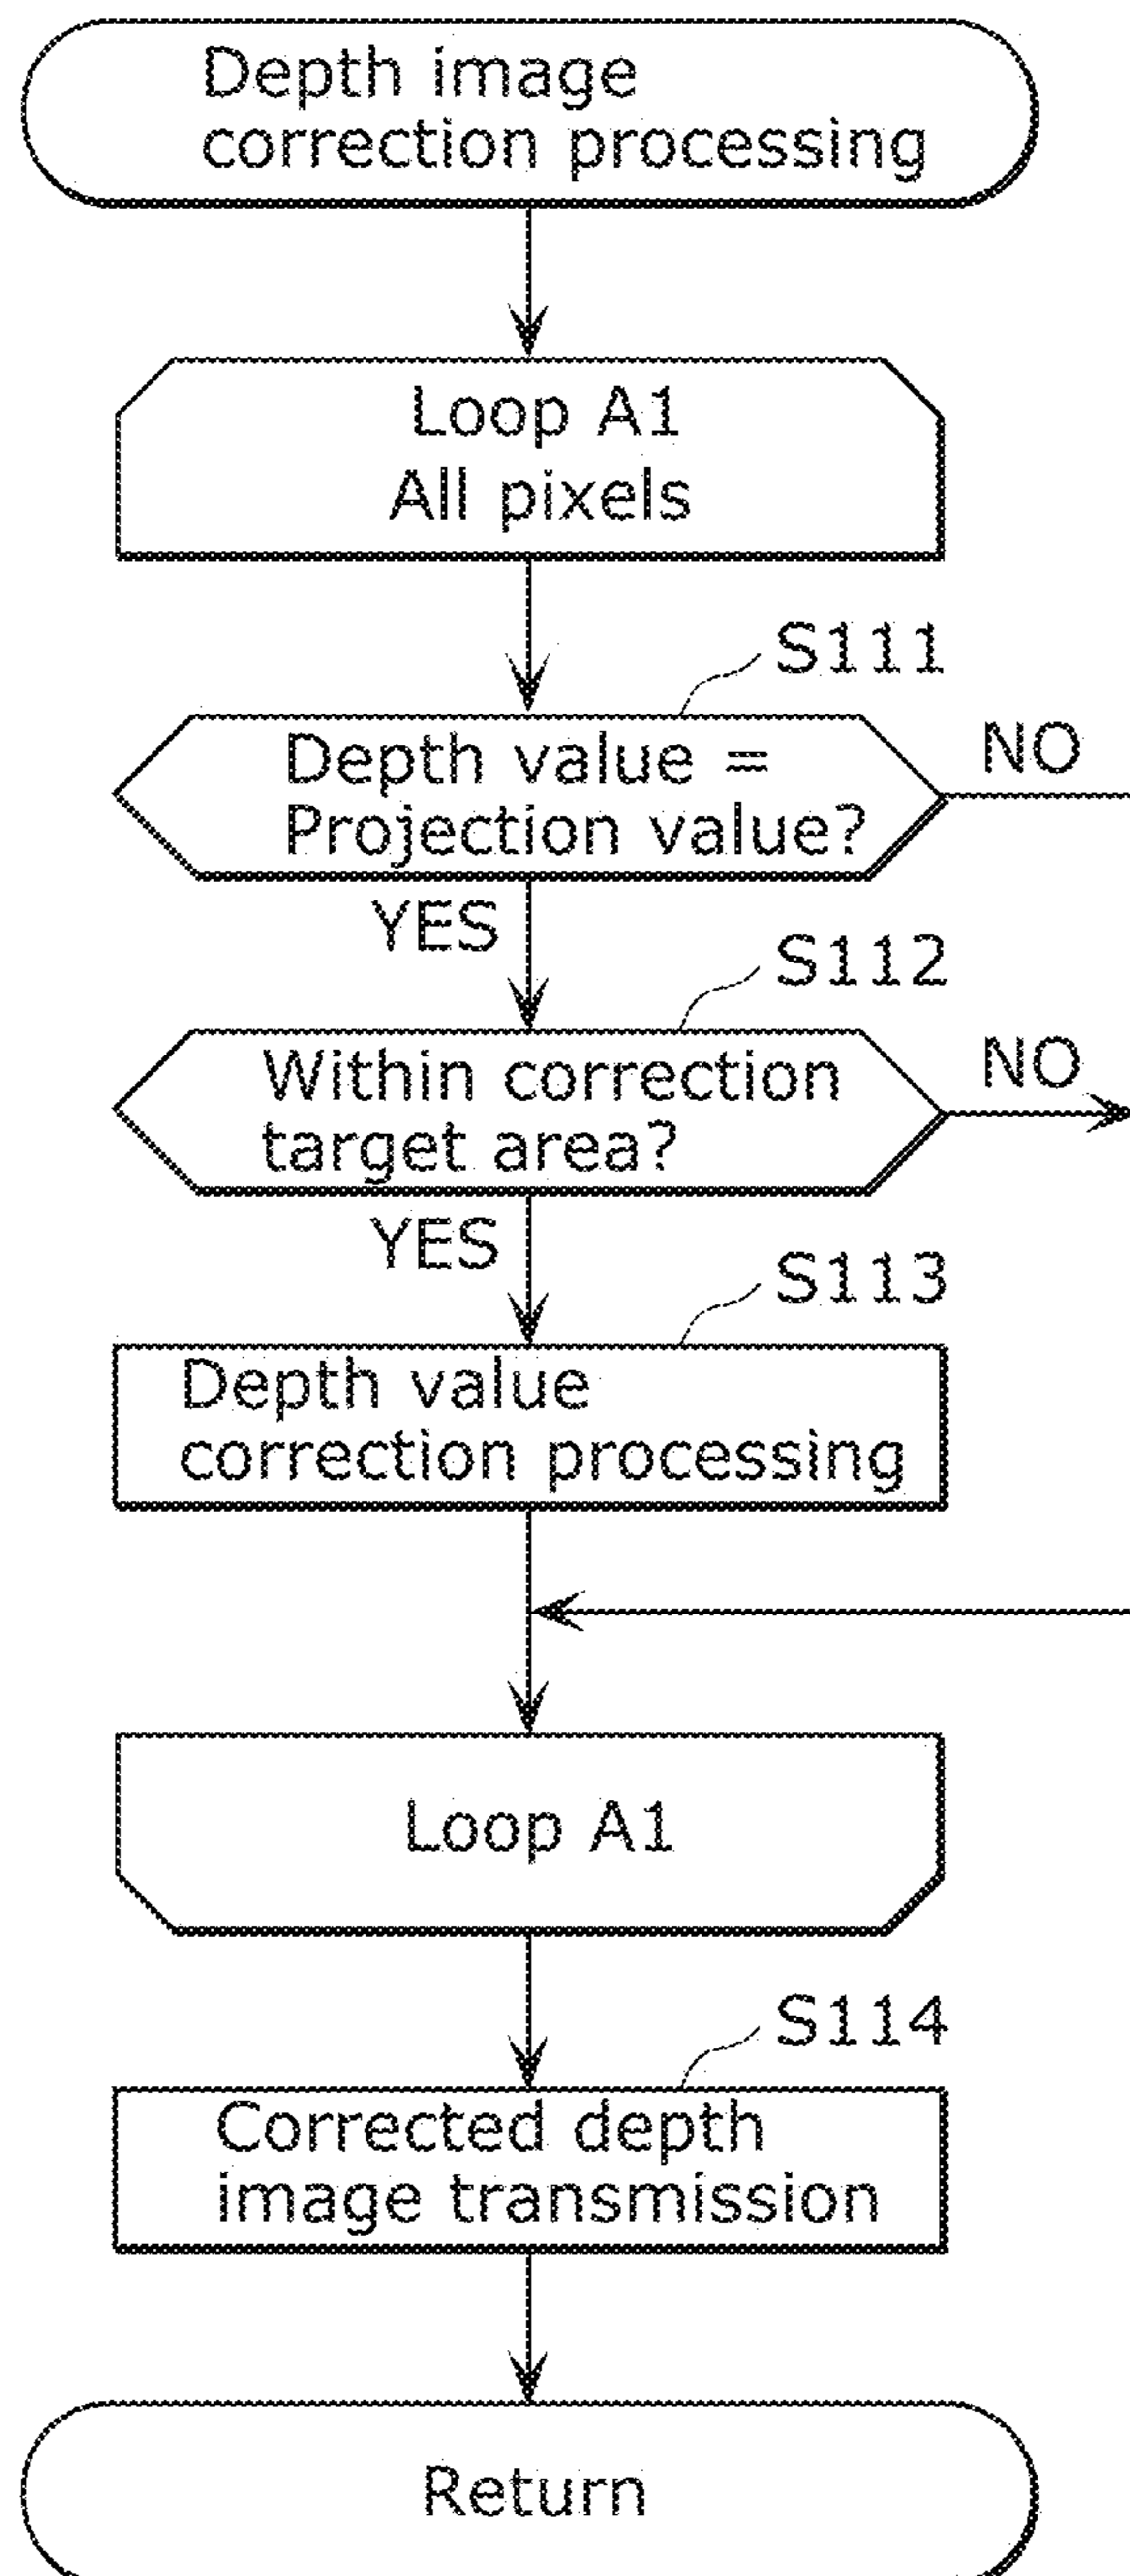 Depth image
correction processing
Loop A1
All pixels
S111
Depth value =
Projection value?
NO
YES
S112
Within correction
target area?
NO
YES
S113
Depth value
correction processing
Loop A1
S114
Corrected depth
image transmission
Return